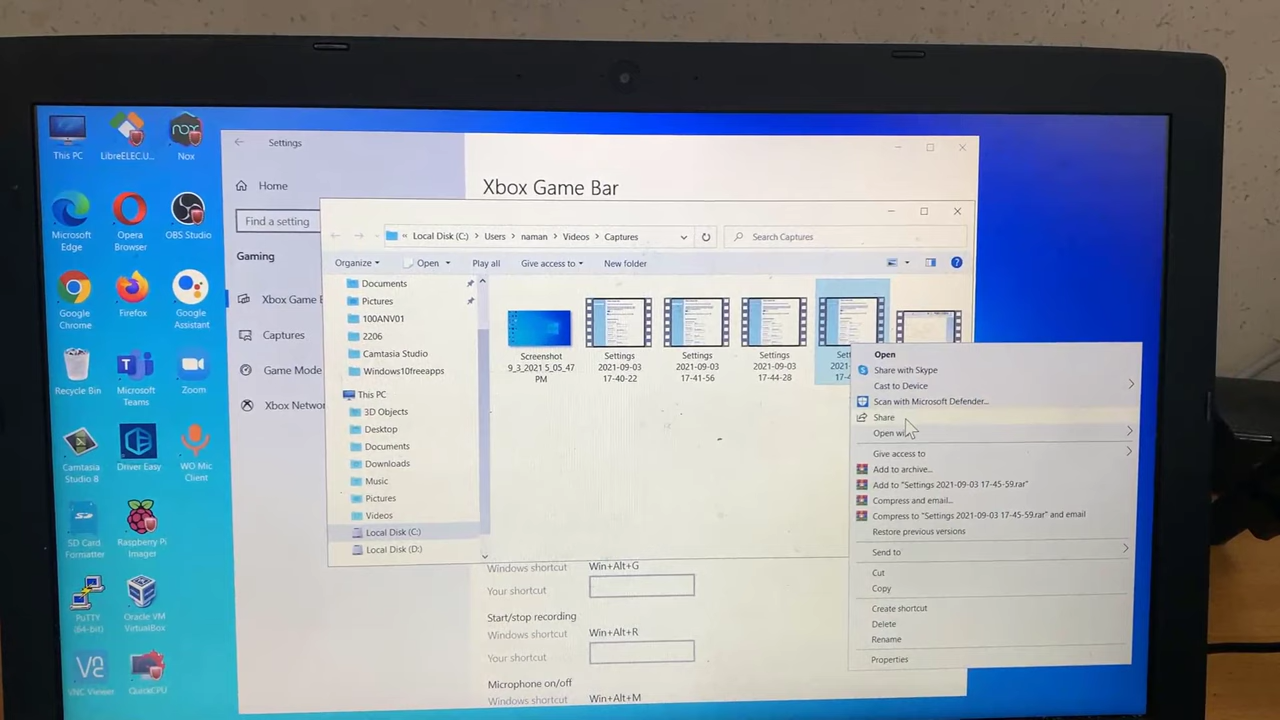 This PC
LibreELEC.U...
Nox
Microsoft
Edge
Opera
Browser
OBS Studio
Google
Chrome
Firefox
Google
Assistant
Recycle Bin
Microsoft
Teams
Zoom
Camtasia
Studio 8
Driver Easy
WO Mic
Client
SD Card
Formatter
Raspberry Pi
Imager
PuTTY
(64-bit)
Oracle VM
VirtualBox
VNC Viewer
QuickCPU
Settings
Home
Find a setting
Gaming
Xbox Game B
Captures
Game Mode
Xbox Networ
Xbox Game Bar
« Local Disk (C:) > Users > naman > Videos > Captures
Search Captures
Organize
Open
Play all
Give access to
New folder
Documents
Pictures
100ANV01
2206
Camtasia Studio
Windows10freeapps
This PC
3D Objects
Desktop
Documents
Downloads
Music
Pictures
Videos
Local Disk (C:)
Local Disk (D:)
Screenshot
9_3_2021 5_05_47
PM
Settings
2021-09-03
17-40-22
Settings
2021-09-03
17-41-56
Settings
2021-09-03
17-44-28
Open
Share with Skype
Cast to Device
Scan with Microsoft Defender...
Share
Open wi
Give access to
Add to archive...
Add to "Settings 2021-09-03 17-45-59.rar"
Compress and email...
Compress to "Settings 2021-09-03 17-45-59.rar" and email
Restore previous versions
Send to
Cut
Copy
Create shortcut
Delete
Rename
Properties
Windows shortcut Win+Alt+G
Your shortcut
Start/stop recording
Windows shortcut Win+Alt+R
Your shortcut
Microphone on/off
Windows shortcut Win+Alt+M